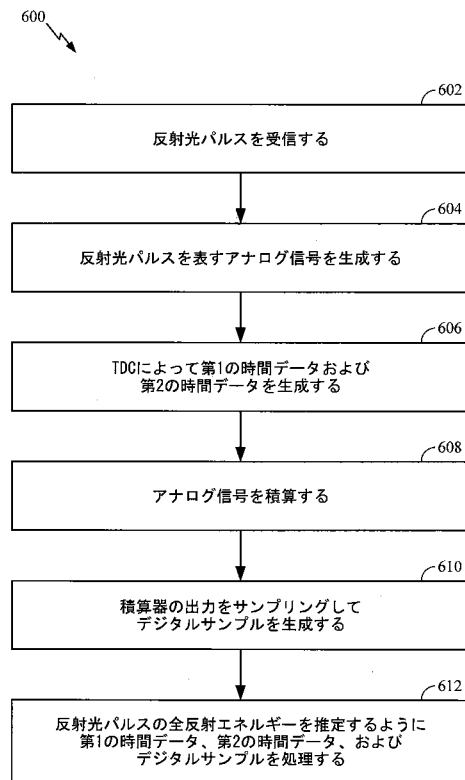 600
602
反射光パルスを受信する
604
反射光パルスを表すアナログ信号を生成する
606
TDCによって第1の時間データおよび
第2の時間データを生成する
608
アナログ信号を積算する
610
積算器の出力をサンプリングして
デジタルサンプルを生成する
612
反射光パルスの全反射エネルギーを推定するように
第1の時間データ、第2の時間データ、および
デジタルサンプルを処理する